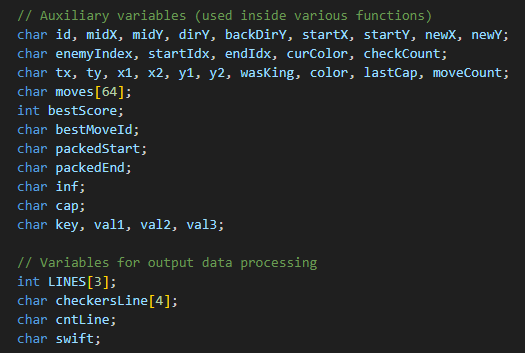 // Auxiliary variables (used inside various functions)
char id, midX, midY, dirY, backDirY, startX, startY, newX, newY;
char enemyIndex, startIdx, endIdx, curColor, checkCount;
char tx, ty, x1, x2, y1, y2, wasKing, color, lastCap, moveCount;
char moves[64];
int bestScore;
char bestMoveId;
char packedStart;
char packedEnd;
char inf;
char cap;
char key, val1, val2, val3;

// Variables for output data processing
int LINES[3];
char checkersLine[4];
char cntLine;
char swift;